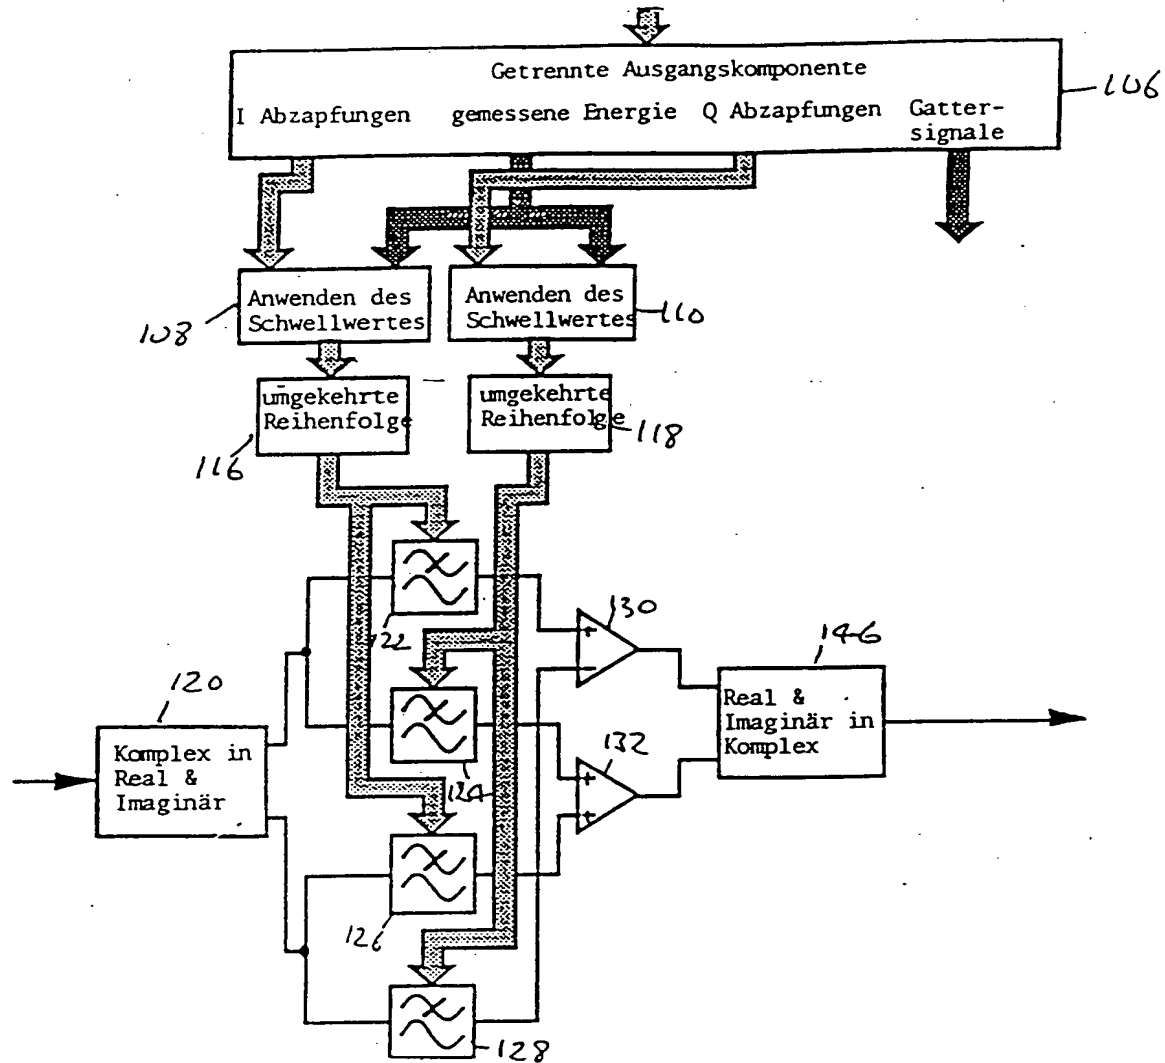 Getrennte Ausgangskomponente
106
I Abzapfungen gemessene Energie Q Abzapfungen Gatter-
signale
Anwden des
Schwellwertes
108
Anwenden des
Schwellwertes
110
umgekehrte
Reihenfolge
116
umgekehrte
Reihenfolge
118
122
130
146
120
Komplex in
Real &
Imaginär
124
132
Real &
Imaginär in
Komplex
126
128
+
-
+
+